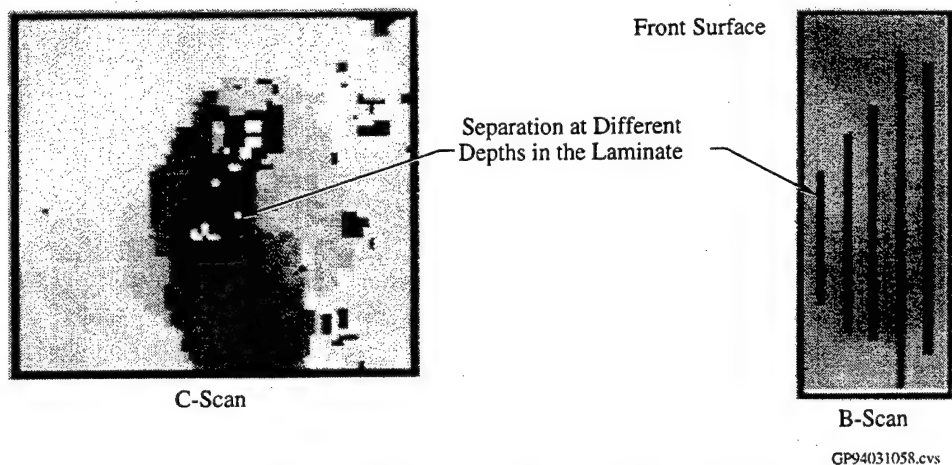 Front Surface
Separation at Different
Depths in the Laminate
C-Scan
B-Scan
GP94031058.cvs